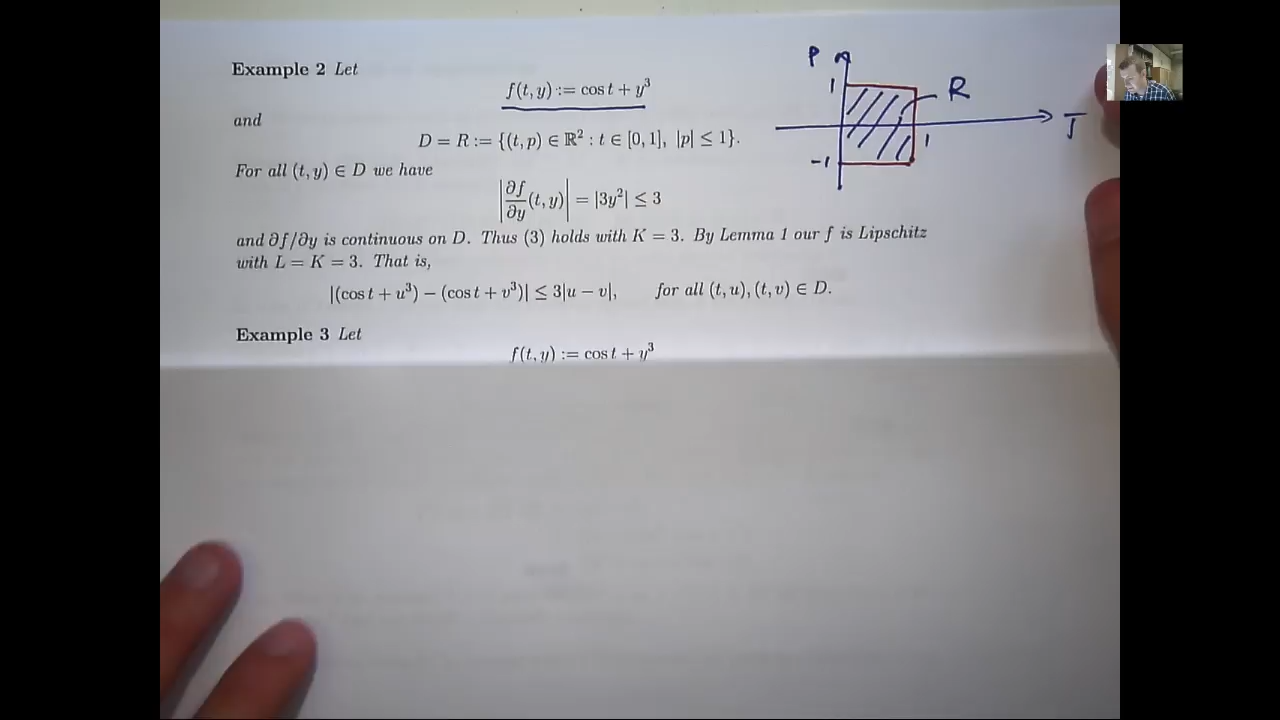 Example 2 Let
f(t, y) := cos t + y³
and
D = R := {(t, p) ∈ ℝ² : t ∈ [0, 1], |p| ≤ 1}.
For all (t, y) ∈ D we have
|∂f/∂y (t, y)| = |3y²| ≤ 3
and ∂f/∂y is continuous on D. Thus (3) holds with K = 3. By Lemma 1 our f is Lipschitz
with L = K = 3. That is,
|(cos t + u³) − (cos t + v³)| ≤ 3|u − v|, for all (t, u), (t, v) ∈ D.
Example 3 Let
f(t, y) := cos t + y³
P
1
R
1
-1